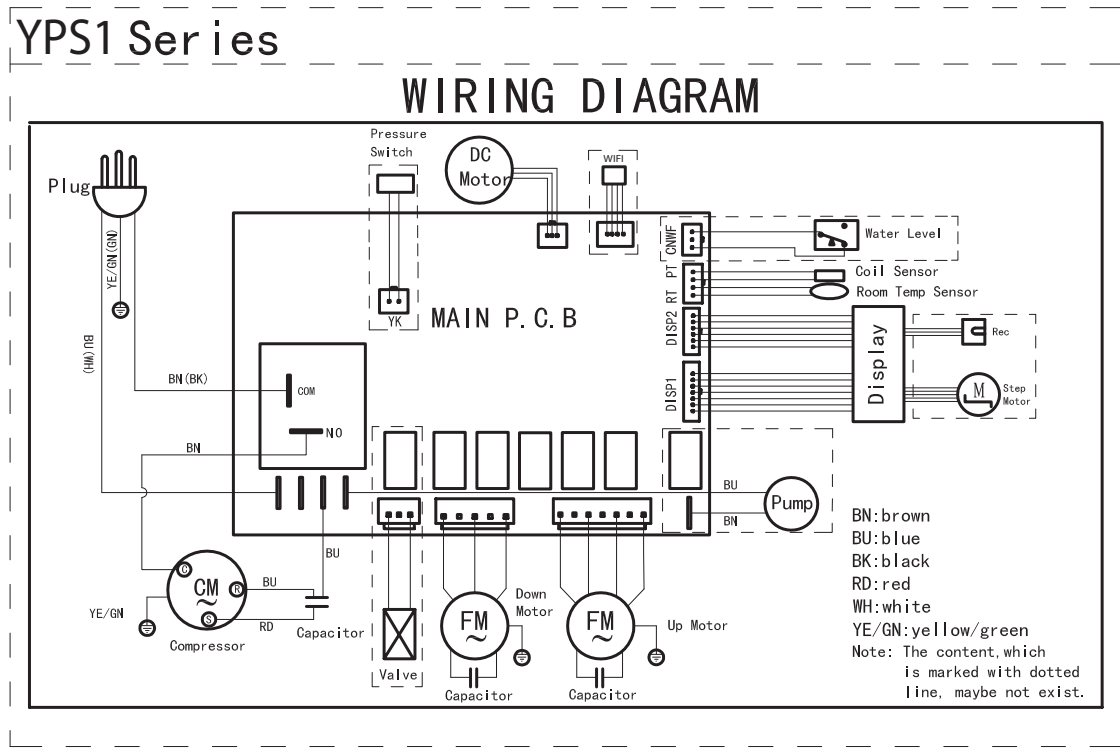 YPS1 Series
WIRING DIAGRAM
Plug
Pressure
Switch
DC
Motor
WIFI
YE/GN(GN)
BU(WH)
YK
MAIN P.C.B
CNWF
Water Level
RT PT
Coil Sensor
Room Temp Sensor
DISP2
DISP1
Display
Rec
M
Step
Motor
BN(BK)
COM
NO
BN
BU
BN
Pump
BU
CM
~
C
R
S
BU
RD
YE/GN
Compressor
Capacitor
Valve
FM
~
Down
Motor
Capacitor
FM
~
Up Motor
Capacitor
BN:brown
BU:blue
BK:black
RD:red
WH:white
YE/GN:yellow/green
Note: The content,which
is marked with dotted
line, maybe not exist.